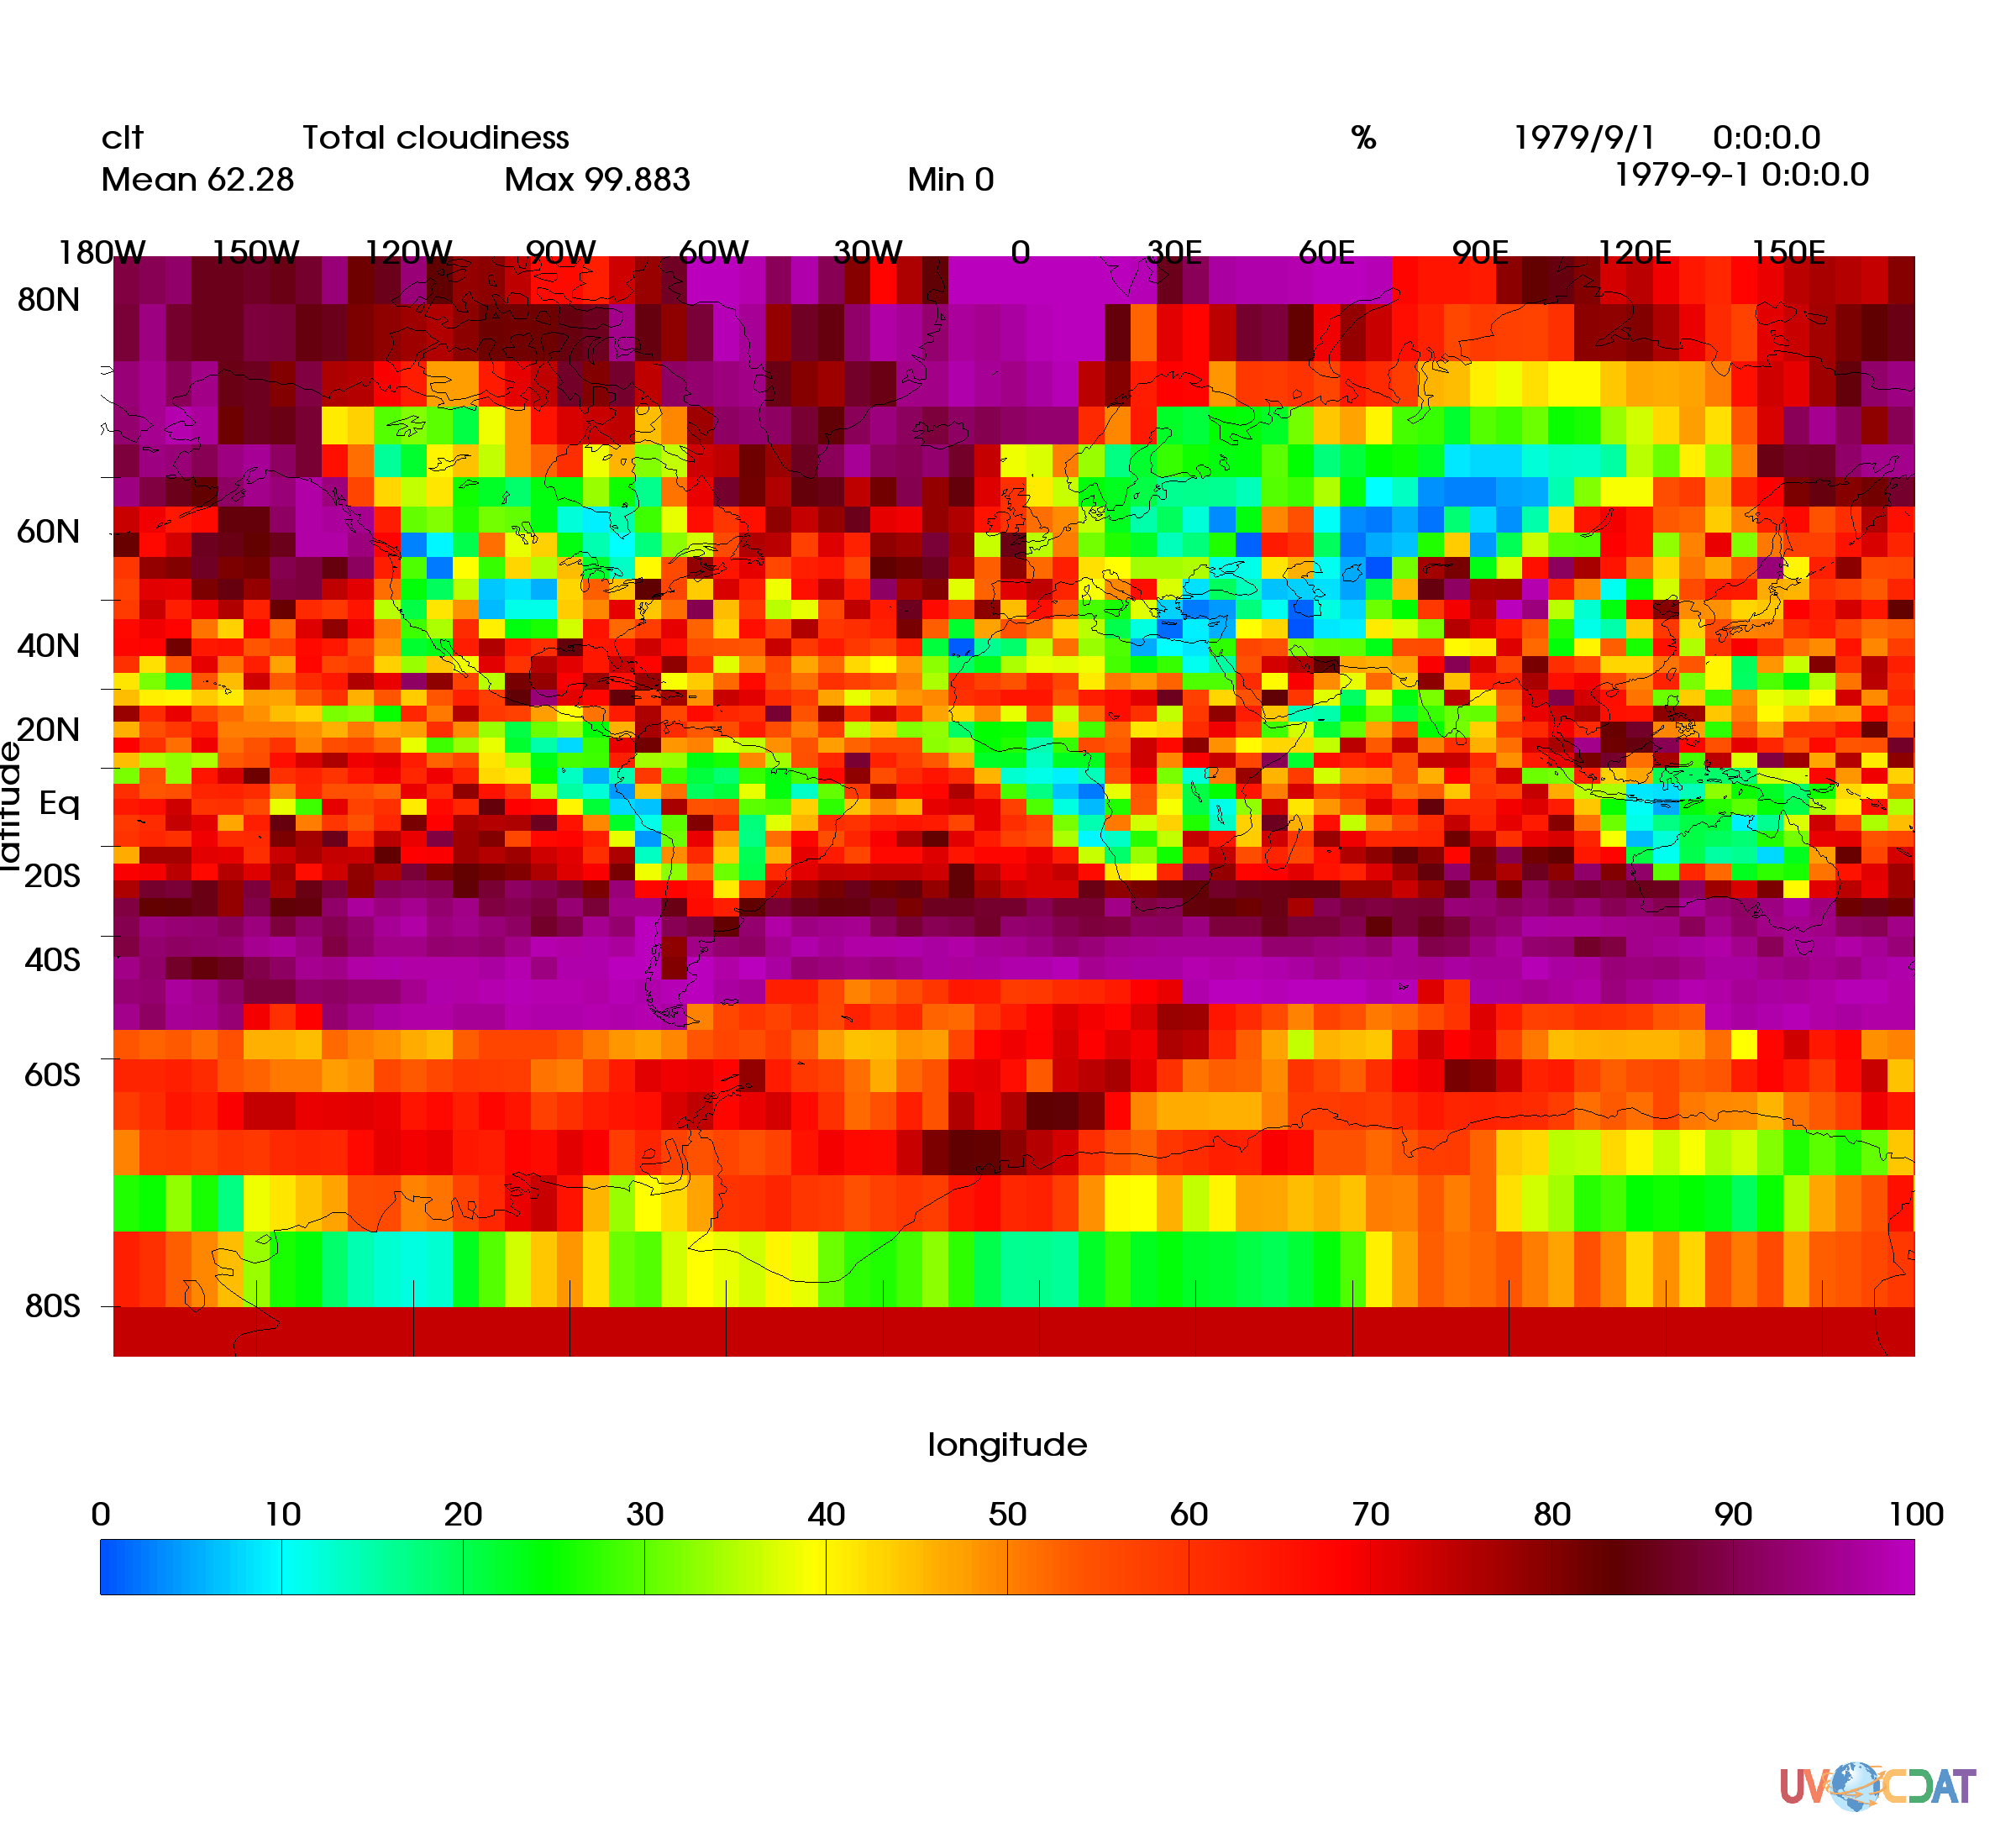 clt Total cloudiness % 1979/9/1 0:0:0.0
Mean 62.28 Max 99.883 Min 0 1979-9-1 0:0:0.0
180W 150W 120W 90W 60W 30W 0 30E 60E 90E 120E 150E
80N
60N
40N
20N
latitude
Eq
20S
40S
60S
80S
longitude
0 10 20 30 40 50 60 70 80 90 100
UV CDAT